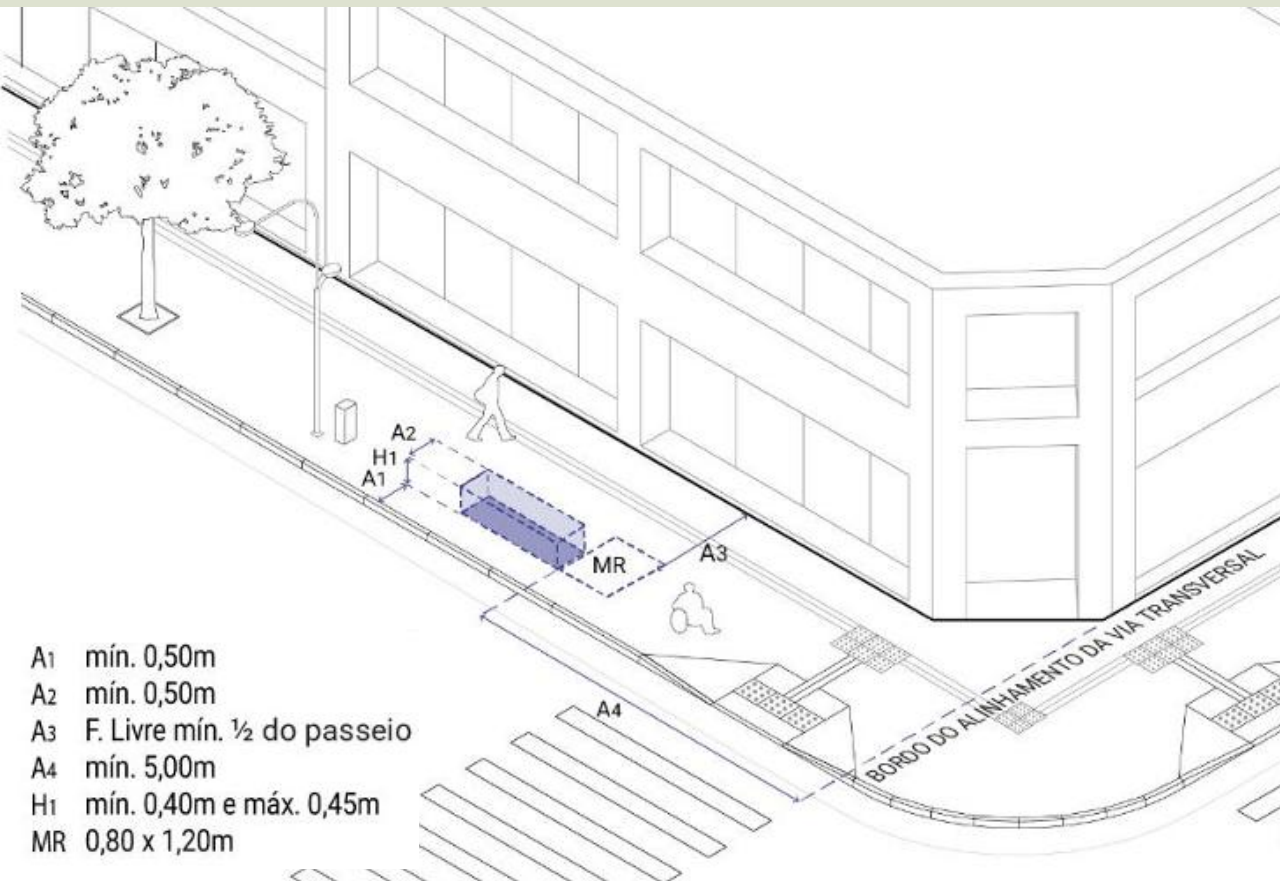 A2
H1
A1
MR
A3
A4
BORDO DO ALINHAMENTO DA VIA TRANSVERSAL
A1 mín. 0,50m
A2 mín. 0,50m
A3 F. Livre mín. ½ do passeio
A4 mín. 5,00m
H1 mín. 0,40m e máx. 0,45m
MR 0,80 x 1,20m